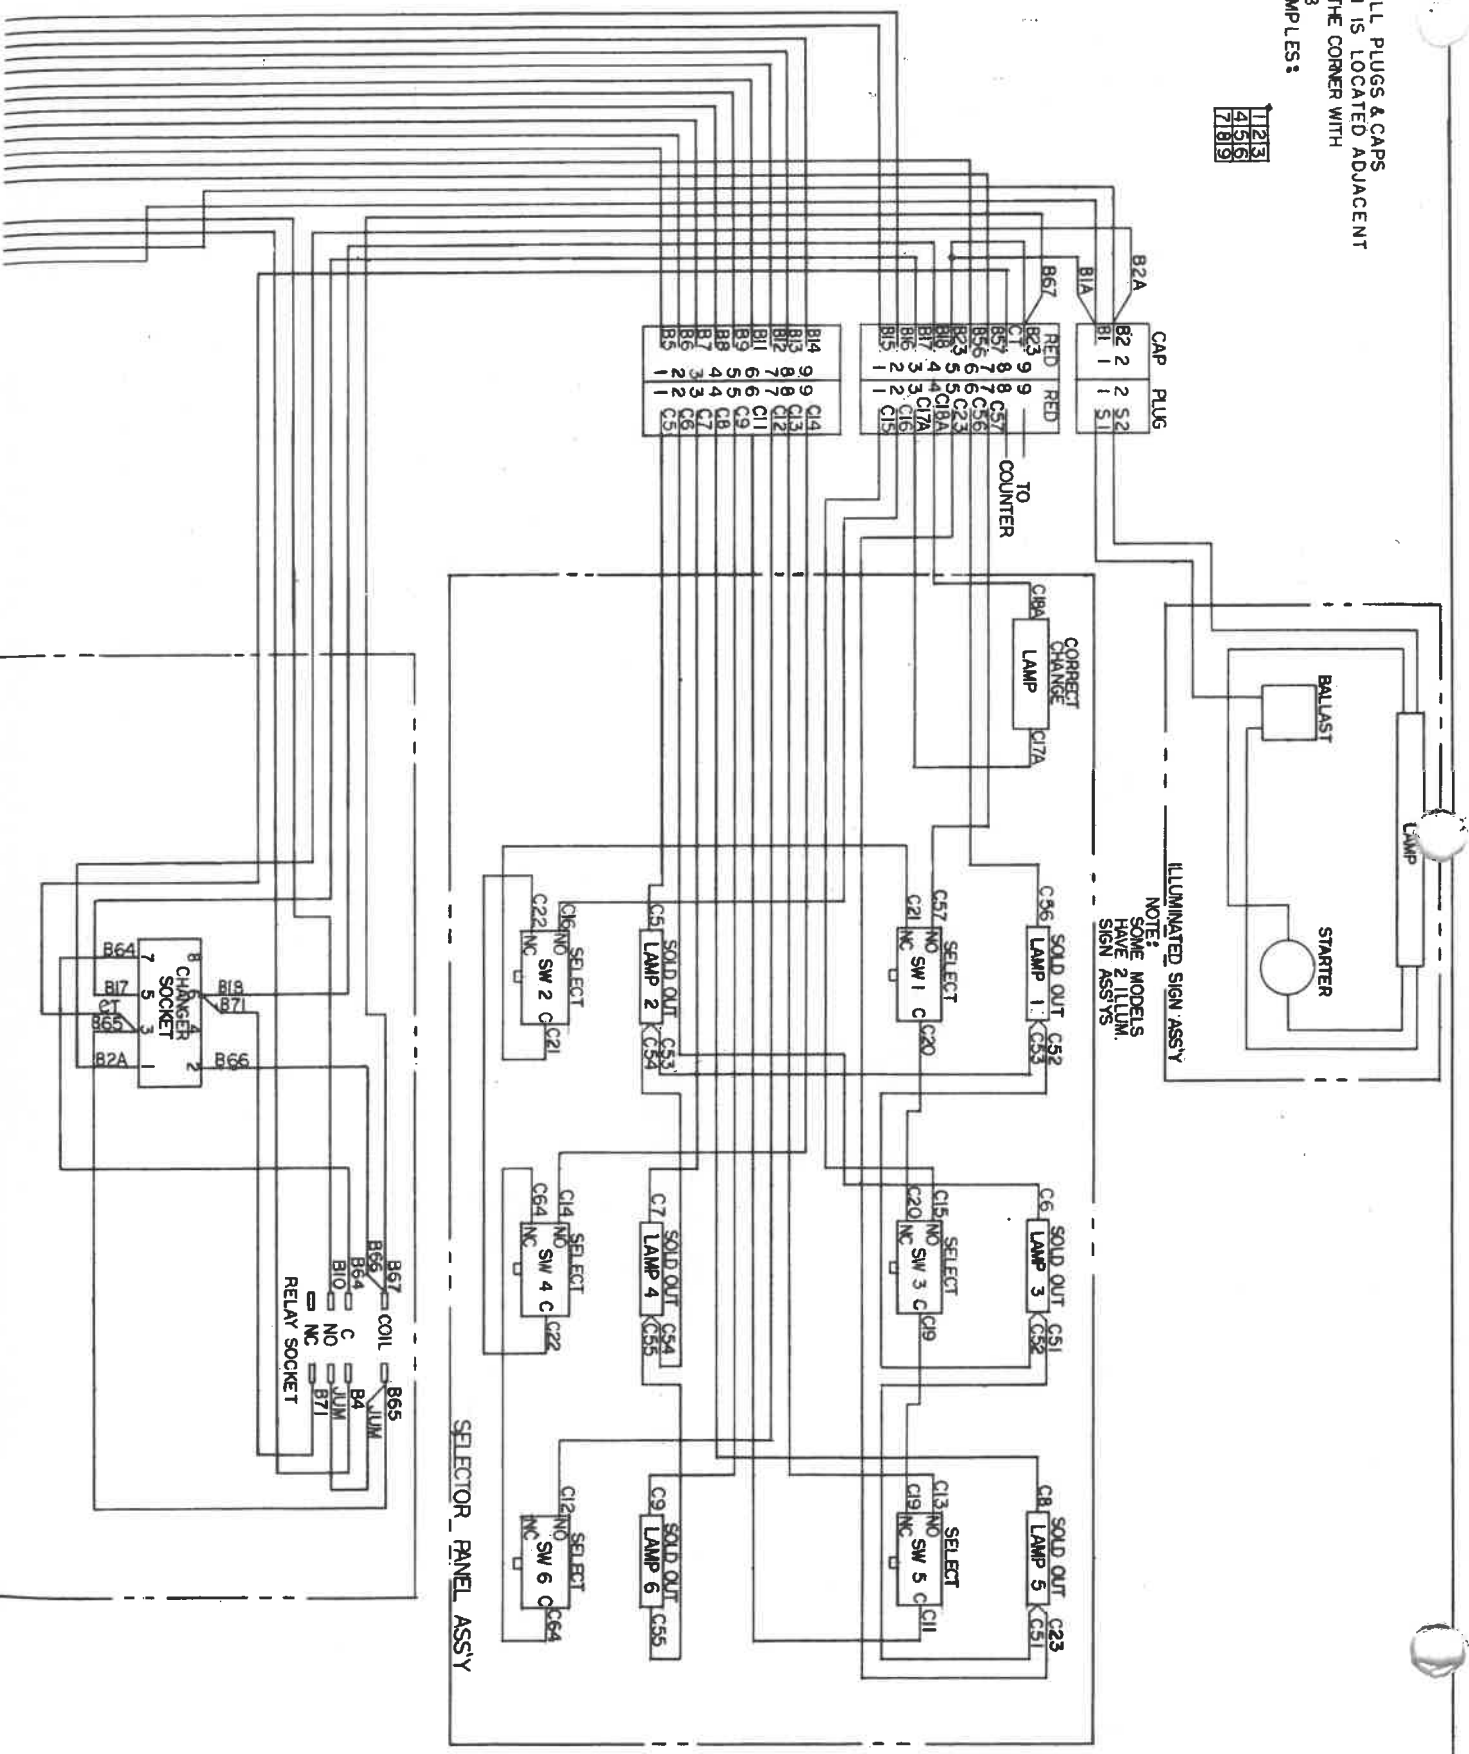 LL PLUGS & CAPS
IS LOCATED ADJACENT
THE CORNER WITH
MPLES:
1 2 3
4 5 6
7 8 9
CAP PLUG
B2A
B1A
B67
B2 2 2 S2
B1 1 1 S1
RED RED
B23 9 9
CT 8 8 C57
B57 7 7 C56
B56 6 6 C23
B23 5 5 C18A
B18 4 4 C17A
B17 3 3 C16
B16 2 2 C15
B15 1 1
TO
COUNTER
B14 9 9 C14
B13 8 8 C13
B12 7 7 C12
B11 6 6 C11
B9 5 5 C9
B8 4 4 C8
B7 3 3 C7
B6 2 2 C6
B5 1 1 C5
LAMP
BALLAST
STARTER
ILLUMINATED SIGN ASS'Y
NOTE:
SOME MODELS
HAVE 2 ILLUM.
SIGN ASS'YS
CORRECT
CHANGE
C18A LAMP C17A
SOLD OUT
C56 LAMP 1 C52
C53
SELECT
C57 NO
C21 NC SW 1 C C20
SOLD OUT
C5 LAMP 2 C53
C54
SELECT
C16 NO
C22 NC SW 2 C C21
SOLD OUT
C6 LAMP 3 C51
C52
SELECT
C15 NO
C20 NC SW 3 C C19
SOLD OUT
C7 LAMP 4 C54
C55
SELECT
C14 NO
C64 NC SW 4 C C22
SOLD OUT
C8 LAMP 5 C23
C51
SELECT
C13 NO
C19 NC SW 5 C C11
SOLD OUT
C9 LAMP 6 C55
SELECT
C12 NO
NC SW 6 C C64
SELECTOR PANEL ASS'Y
CHANGER
SOCKET
8 6 4 2
7 5 3 1
B18
B71
B66
B64
B17
CT
B65
B2A
B67
B66
COIL
B65
JUM
B64 C B4
B10 NO JUM
NC B71
RELAY SOCKET